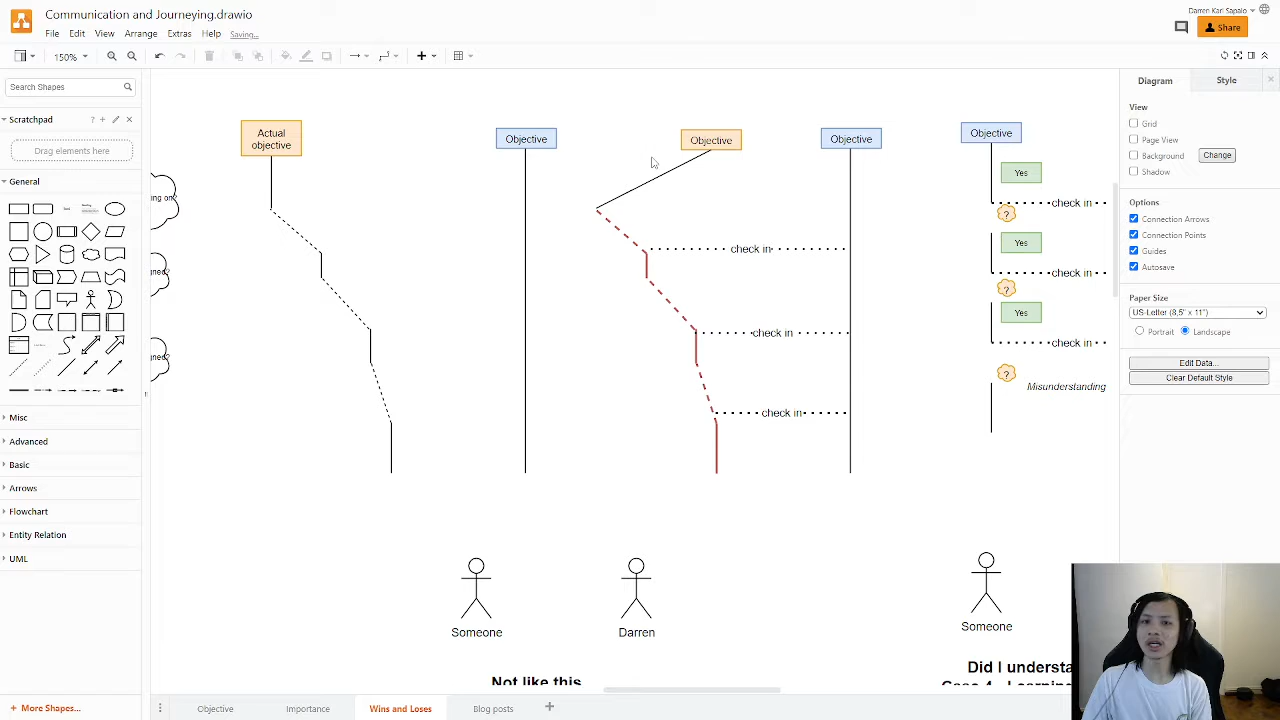 Communication and Journeying.drawio
Darren Karl Sapalo
File Edit View Arrange Extras Help Saving...
Share
150%
Search Shapes
Scratchpad
Drag elements here
General
Misc
Advanced
Basic
Arrows
Flowchart
Entity Relation
UML
+ More Shapes...
Actual
objective
Objective
Objective
Objective
Objective
Yes
check in
?
check in
Yes
check in
?
check in
Yes
check in
?
Misunderstanding
check in
Someone
Darren
Someone
Not like this
Did I understa
Objective
Importance
Wins and Loses
Blog posts
Diagram
Style
View
Grid
Page View
Background
Change
Shadow
Options
Connection Arrows
Connection Points
Guides
Autosave
Paper Size
US-Letter (8,5" x 11")
Portrait
Landscape
Edit Data...
Clear Default Style